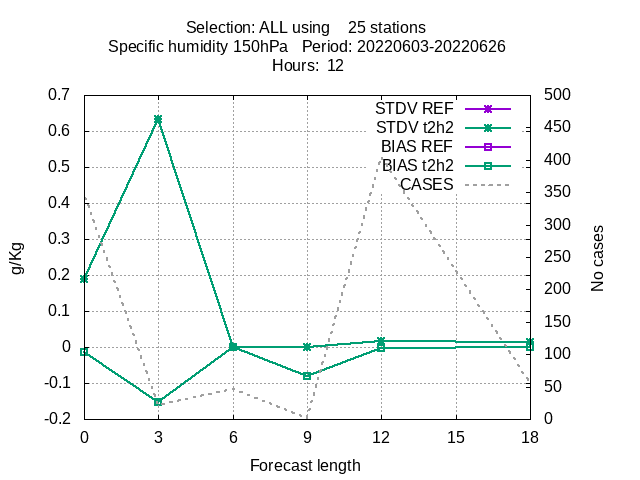 Selection: ALL using    25 stations
Specific humidity 150hPa   Period: 20220603-20220626
Hours:  12
0.7
0.6
0.5
0.4
0.3
0.2
0.1
0
-0.1
-0.2
g/Kg
STDV REF
STDV t2h2
BIAS REF
BIAS t2h2
CASES
500
450
400
350
300
250
200
150
100
50
0
No cases
0 3 6 9 12 15 18
Forecast length